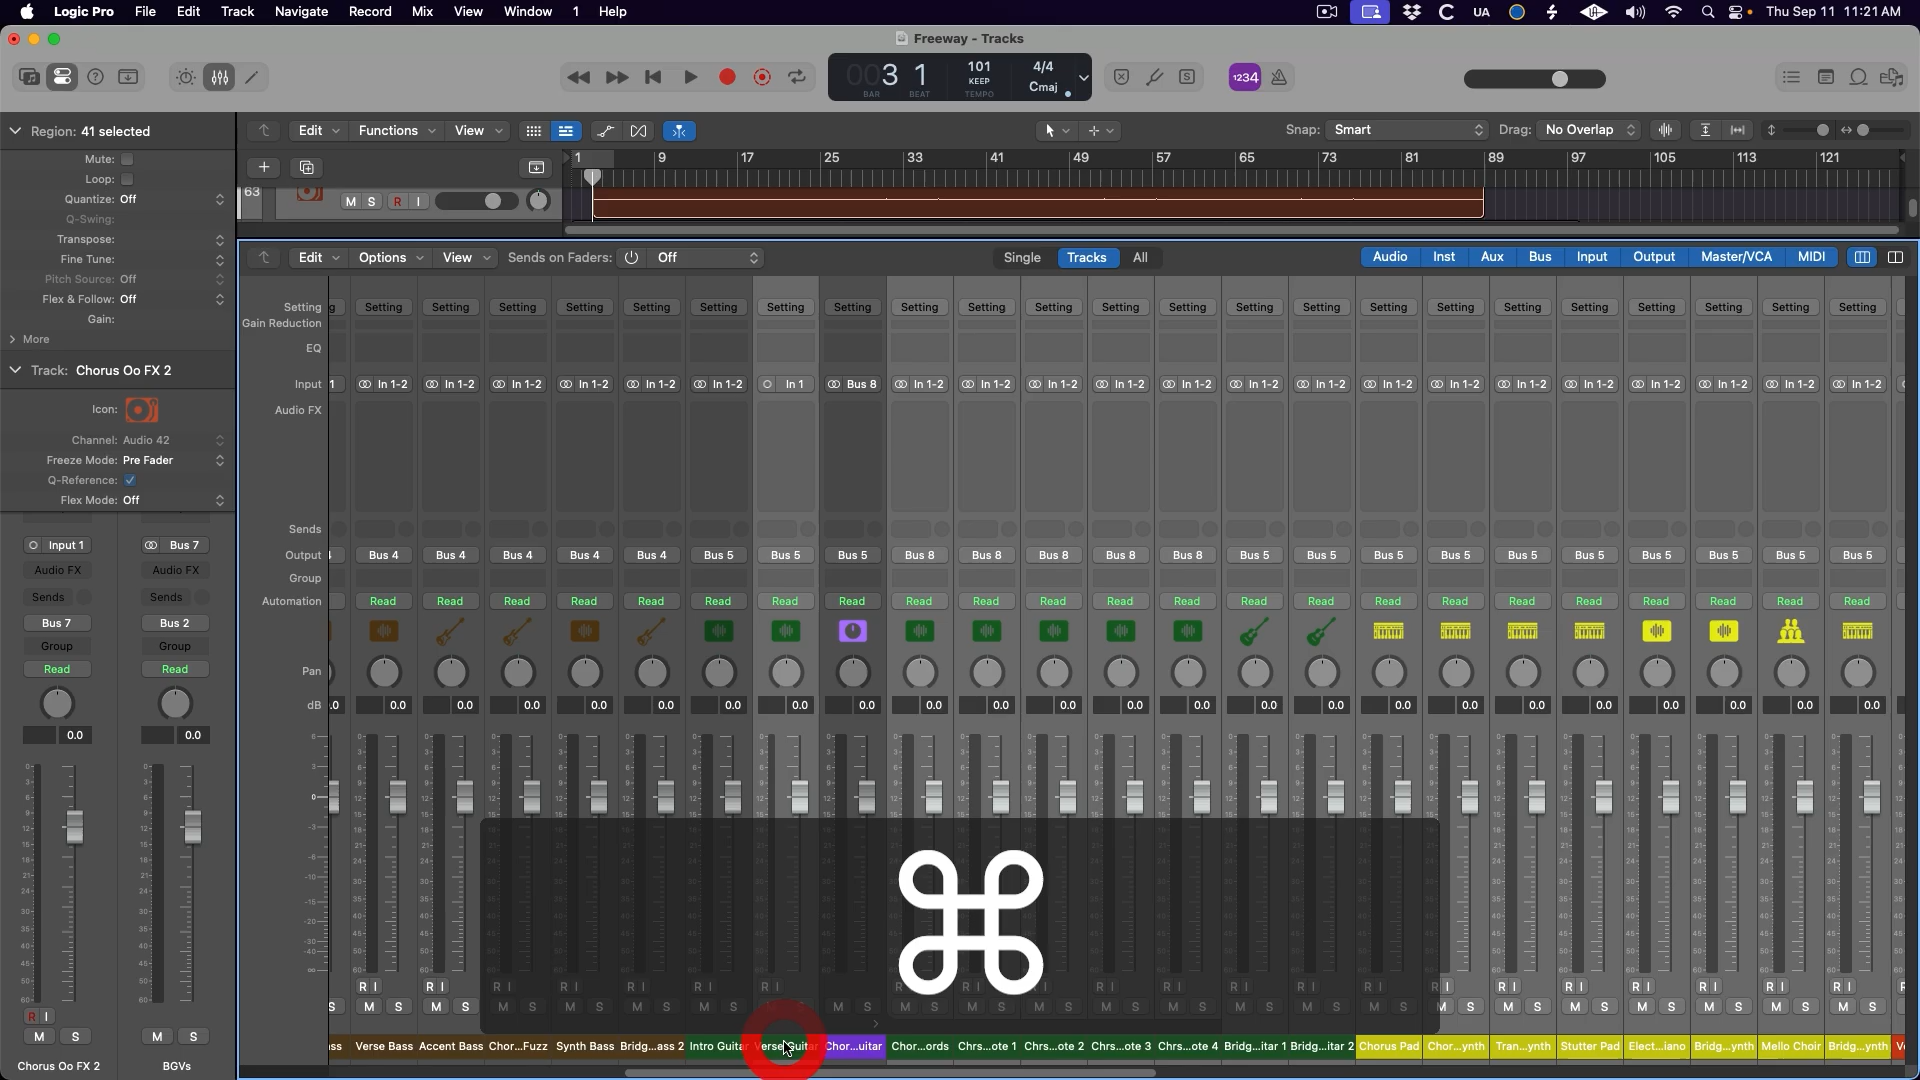 Logic Pro File Edit Track Navigate Record Mix View Window 1 Help UA Thu Sep 11 11:21 AM
Freeway - Tracks
003 1 101 KEEP 4/4 Cmaj
BAR BEAT TEMPO
1234
Region: 41 selected
Edit Functions View Snap: Smart Drag: No Overlap
Mute:
Loop:
Quantize: Off
Q-Swing:
Transpose:
Fine Tune:
Pitch Source: Off
Flex & Follow: Off
Gain:
More
1 9 17 25 33 41 49 57 65 73 81 89 97 105 113 121
63 M S R I
Edit Options View Sends on Faders: Off Single Tracks All Audio Inst Aux Bus Input Output Master/VCA MIDI
Setting Setting Setting Setting Setting Setting Setting Setting Setting Setting Setting Setting Setting Setting Setting Setting Setting Setting Setting Setting Setting Setting Setting Setting
Gain Reduction
EQ
Input In 1-2 In 1-2 In 1-2 In 1-2 In 1-2 In 1-2 In 1 Bus 8 In 1-2 In 1-2 In 1-2 In 1-2 In 1-2 In 1-2 In 1-2 In 1-2 In 1-2 In 1-2 In 1-2 In 1-2 In 1-2 In 1-2 In 1-2
Audio FX
Sends
Output Bus 4 Bus 4 Bus 4 Bus 4 Bus 4 Bus 5 Bus 5 Bus 5 Bus 8 Bus 8 Bus 8 Bus 8 Bus 8 Bus 5 Bus 5 Bus 5 Bus 5 Bus 5 Bus 5 Bus 5 Bus 5 Bus 5 Bus 5
Group
Automation Read Read Read Read Read Read Read Read Read Read Read Read Read Read Read Read Read Read Read Read Read Read Read
Pan
dB 0.0 0.0 0.0 0.0 0.0 0.0 0.0 0.0 0.0 0.0 0.0 0.0 0.0 0.0 0.0 0.0 0.0 0.0 0.0 0.0 0.0 0.0 0.0
Track: Chorus Oo FX 2
Icon:
Channel: Audio 42
Freeze Mode: Pre Fader
Q-Reference:
Flex Mode: Off
Input 1 Bus 7
Audio FX Audio FX
Sends Sends
Bus 7 Bus 2
Group Group
Read Read
0.0 0.0
R I
M S M S
Chorus Oo FX 2 BGVs
⌘
Verse Bass Accent Bass Chor...Fuzz Synth Bass Bridg...ass 2 Intro Guitar Verse Guitar Chor...uitar Chor...ords Chrs...ote 1 Chrs...ote 2 Chrs...ote 3 Chrs...ote 4 Bridg...itar 1 Bridg...itar 2 Chorus Pad Chor...ynth Tran...ynth Stutter Pad Elect...iano Bridg...ynth Mello Choir Bridg...ynth